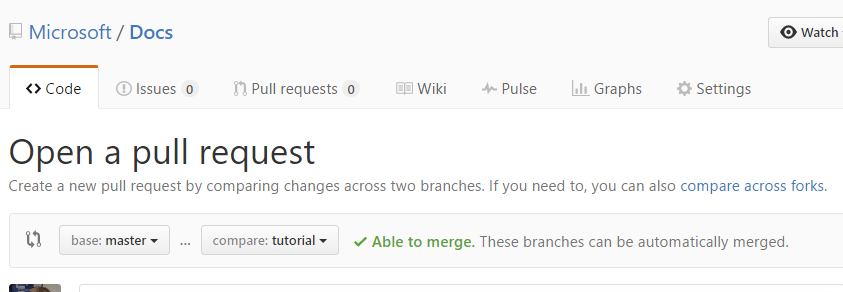 Microsoft / Docs
Watch
Code Issues 0 Pull requests 0 Wiki Pulse Graphs Settings
Open a pull request
Create a new pull request by comparing changes across two branches. If you need to, you can also compare across forks.
base: master ... compare: tutorial Able to merge. These branches can be automatically merged.